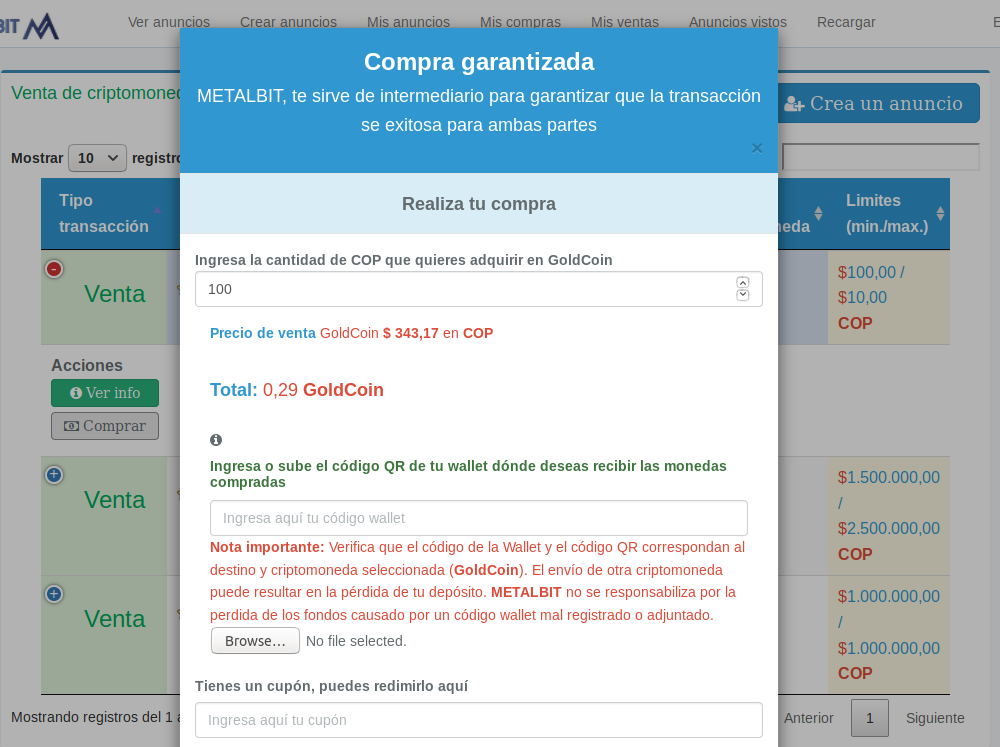 BIT
Ver anuncios Crear anuncios Mis anuncios Mis compras Mis ventas Anuncios vistos Recargar E
Compra garantizada
METALBIT, te sirve de intermediario para garantizar que la transacción
se exitosa para ambas partes
×
Venta de criptomoned
Crea un anuncio
Mostrar 10 registro
Realiza tu compra
Tipo
transacción
neda
Limites
(min./max.)
Ingresa la cantidad de COP que quieres adquirir en GoldCoin
100
Venta
$100,00 /
$10,00
COP
Precio de venta GoldCoin $ 343,17 en COP
Acciones
Ver info
Comprar
Total: 0,29 GoldCoin
Ingresa o sube el código QR de tu wallet dónde deseas recibir las monedas
compradas
Ingresa aquí tu código wallet
Venta
$1.500.000,00
/
$2.500.000,00
COP
Nota importante: Verifica que el código de la Wallet y el código QR correspondan al
destino y criptomoneda seleccionada (GoldCoin). El envío de otra criptomoneda
puede resultar en la pérdida de tu depósito. METALBIT no se responsabiliza por la
perdida de los fondos causado por un código wallet mal registrado o adjuntado.
Browse... No file selected.
Venta
$1.000.000,00
/
$1.000.000,00
COP
Tienes un cupón, puedes redimirlo aquí
Ingresa aquí tu cupón
Mostrando registros del 1 a
Anterior 1 Siguiente